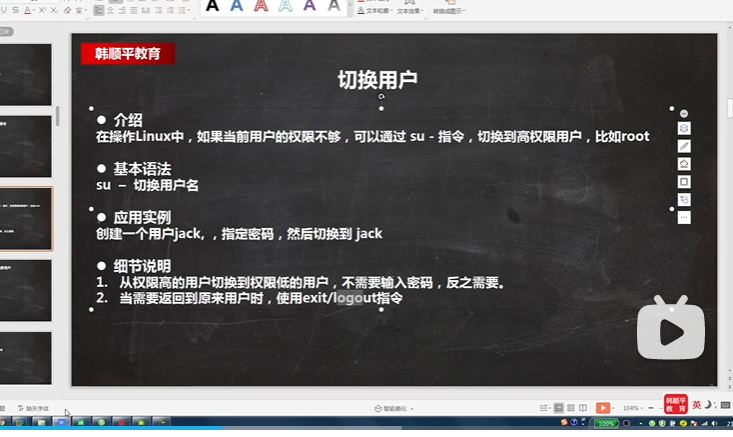 文本轮廓
文本效果
转换成图示
韩顺平教育
切换用户
● 介绍
在操作Linux中，如果当前用户的权限不够，可以通过 su - 指令，切换到高权限用户，比如root
● 基本语法
su – 切换用户名
● 应用实例
创建一个用户jack, ，指定密码，然后切换到 jack
● 细节说明
1. 从权限高的用户切换到权限低的用户，不需要输入密码，反之需要。
2. 当需要返回到原来用户时，使用exit/logout指令
缺失字体
智能美化
104%
韩顺平
教 育
英
100%